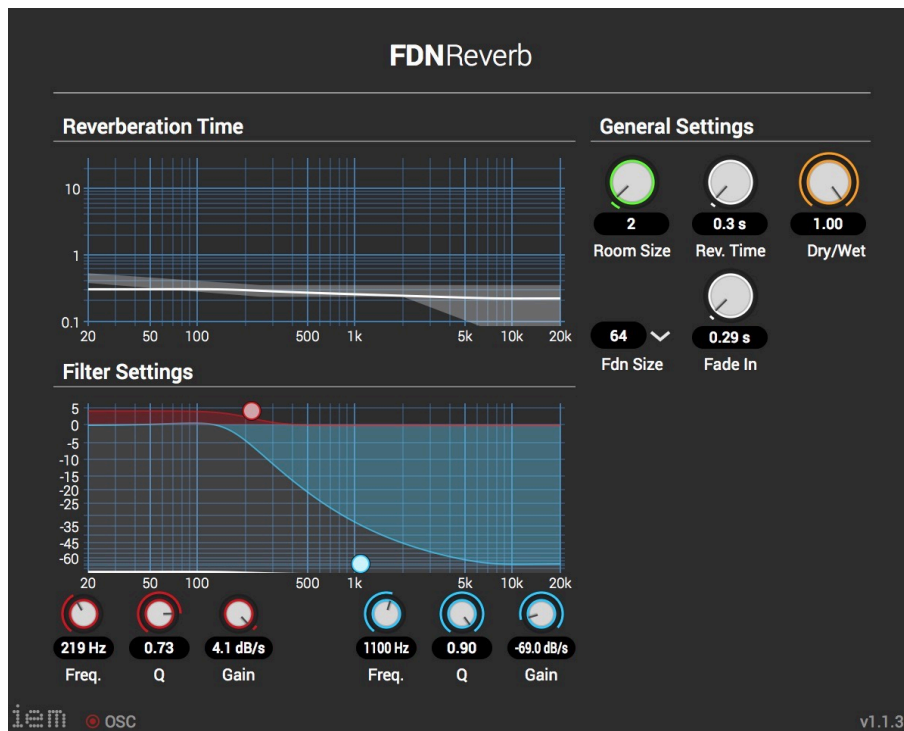 FDNReverb
Reverberation Time
10
1
0.1
20 50 100 500 1k 5k 10k 20k
General Settings
2 0.3 s 1.00
Room Size Rev. Time Dry/Wet
64 0.29 s
Fdn Size Fade In
Filter Settings
5
0
-5
-10
-15
-20
-25
-35
-45
-60
20 50 100 500 1k 5k 10k 20k
219 Hz 0.73 4.1 dB/s 1100 Hz 0.90 -69.0 dB/s
Freq. Q Gain Freq. Q Gain
iem OSC v1.1.3